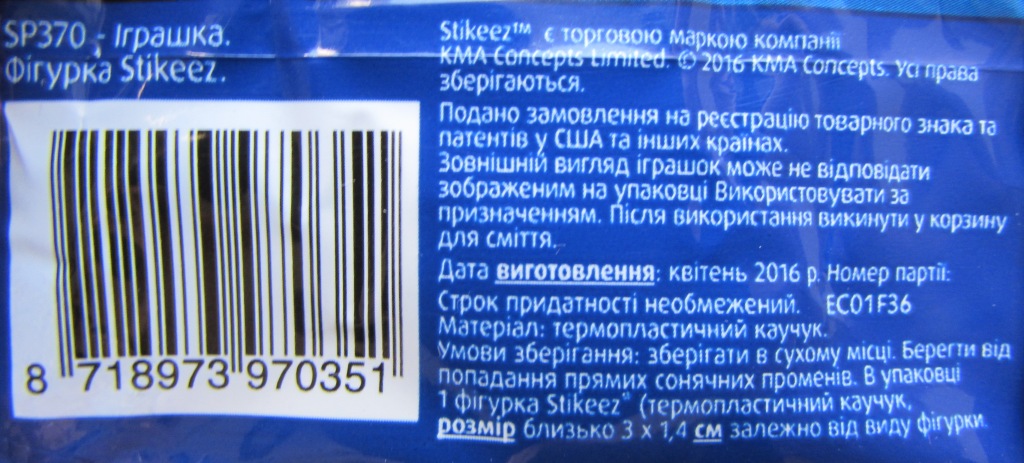 SP370 - Іграшка.
Фігурка Stikeez.
8 718973 970351
Stikeez™ є торговою маркою компанії
KMA Concepts Limited. © 2016 KMA Concepts. Усі права
зберігаються.
Подано замовлення на реєстрацію товарного знака та
патентів у США та інших країнах.
Зовнішній вигляд іграшок може не відповідати
зображеним на упаковці Використовувати за
призначенням. Після використання викинути у корзину
для сміття.
Дата виготовлення: квітень 2016 р. Номер партії:
Строк придатності необмежений. EC01F36
Матеріал: термопластичний каучук.
Умови зберігання: зберігати в сухому місці. Берегти від
попадання прямих сонячних променів. В упаковці
1 фігурка Stikeez™ (термопластичний каучук,
розмір близько 3 x 1,4 см залежно від виду фігурки.